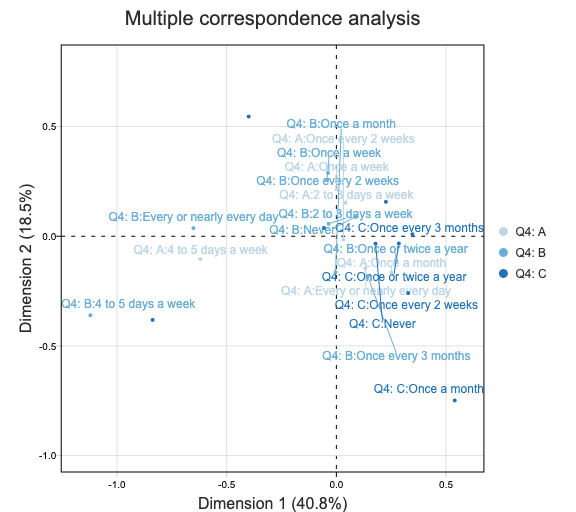 Multiple correspondence analysis
Q4: B:Once a month
Q4: A:Once every 2 weeks
Q4: B:Once a week
Q4: A:Once a week
Q4: B:Once every 2 weeks
Q4: A:2 to 3 days a week
Q4: B:2 to 3 days a week
Q4: B:Every or nearly every day
Q4: B:Never
Q4: C:Once every 3 months
Q4: A:4 to 5 days a week
Q4: B:Once or twice a year
Q4: A:Once a month
Q4: C:Once or twice a year
Q4: A:Every or nearly every day
Q4: B:4 to 5 days a week
Q4: C:Once every 2 weeks
Q4: C:Never
Q4: B:Once every 3 months
Q4: C:Once a month
0.5
0.0
-0.5
-1.0
-1.0
-0.5
0.0
0.5
Dimension 1 (40.8%)
Dimension 2 (18.5%)
Q4: A
Q4: B
Q4: C